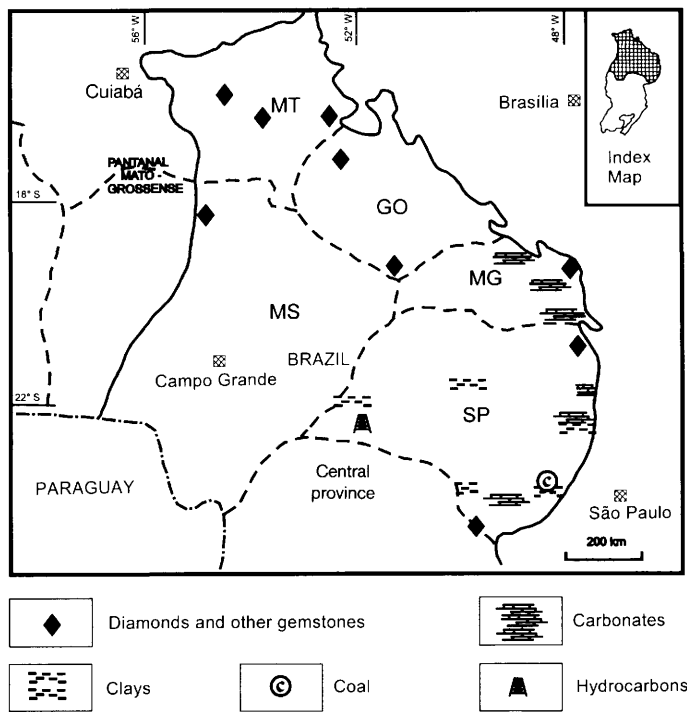 56° W
52° W
48° W
Cuiabá
MT
Brasília
Index
Map
PANTANAL
MATO
GROSSENSE
18° S
GO
MG
MS
BRAZIL
Campo Grande
22° S
SP
C
PARAGUAY
Central
province
São Paulo
200 km
Diamonds and other gemstones
Carbonates
Clays
C
Coal
Hydrocarbons